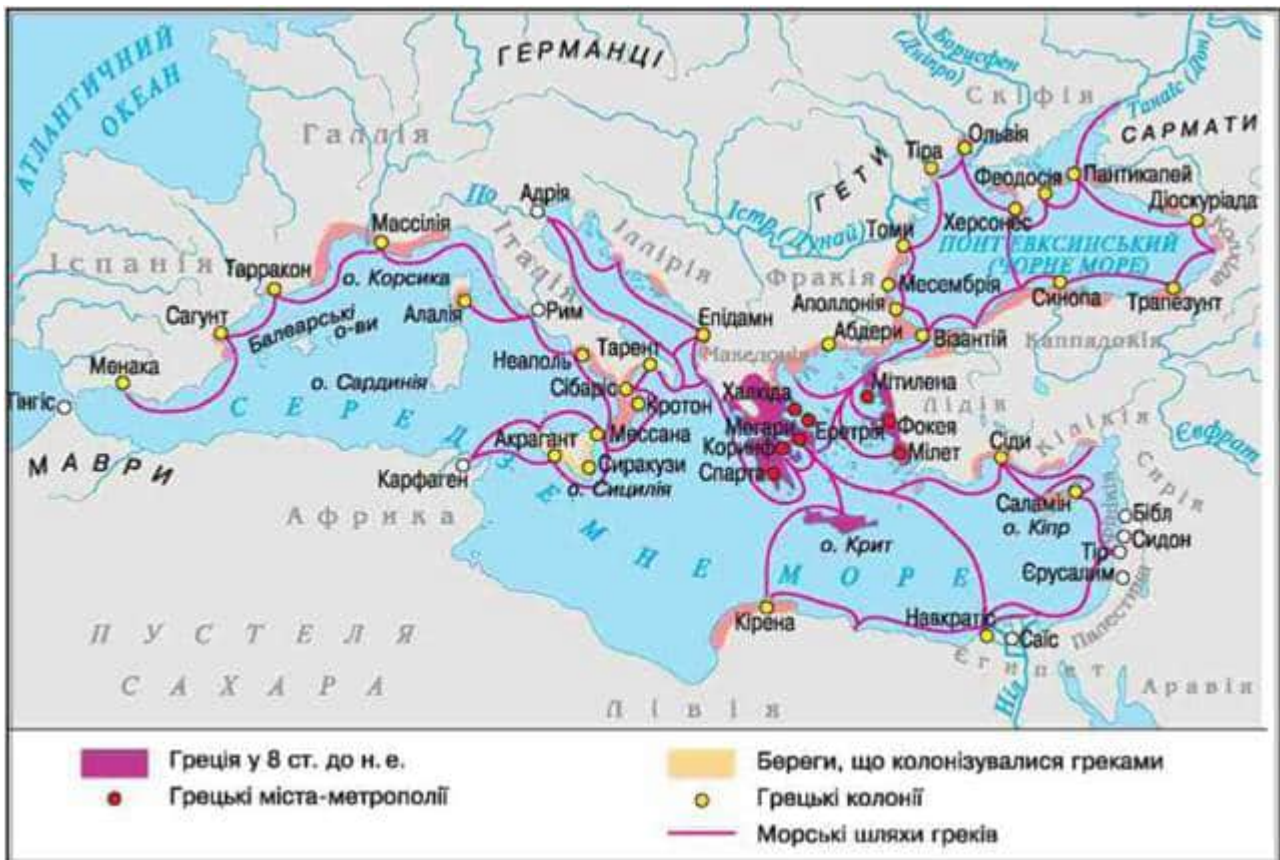 АТЛАНТИЧНИЙ
ОКЕАН
ГЕРМАНЦІ
Борисфен
(Дніпро)
Скіфія
Танаїс (Дон)
САРМАТИ
Галлія
Ольвія
Тіра
ГЕТИ
Феодосія
Пантикапей
Діоскуріада
По
Адрія
Істр (Дунай)
Томи
Херсонес
Колхіда
Массілія
Італія
Іллірія
ПОНТ ЕВКСИНСЬКИЙ
(ЧОРНЕ МОРЕ)
Іспанія
Тарракон
о. Корсика
Фракія
Месембрія
Синопа
Трапезунт
Сагунт
Балеарські
о-ви
Алалія
Рим
Епідамн
Аполлонія
Абдери
Візантій
Каппадокія
Менака
Неаполь
Тарент
Македонія
о. Сардинія
Сібаріс
Халкіда
Мітилена
Лідія
Тінгіс
Кротон
Мегари
Еретрія
Фокея
СЕРЕДЗЕМНЕ МОРЕ
Акрагант
Мессана
Коринф
Мілет
Сіди
Кілікія
Євфрат
МАВРИ
Карфаген
Сиракузи
Спарта
о. Сицилія
Саламін
о. Кіпр
Сирія
Африка
о. Крит
Бібл
Сидон
Тір
Єрусалим
Кірена
Навкратіс
Саїс
Палестина
ПУСТЕЛЯ
САХАРА
Єгипет
Ніл
Аравія
Лівія
Греція у 8 ст. до н. е.
Грецькі міста-метрополії
Береги, що колонізувалися греками
Грецькі колонії
Морські шляхи греків